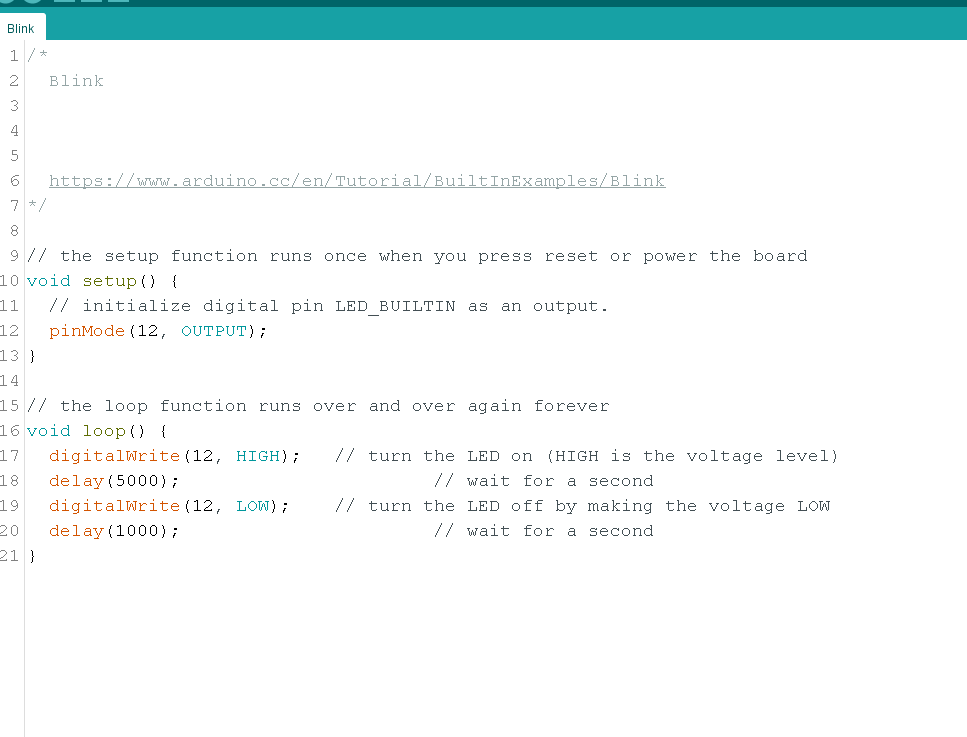 Blink
1 /*
2   Blink
3
4
5
6   https://www.arduino.cc/en/Tutorial/BuiltInExamples/Blink
7 */
8
9 // the setup function runs once when you press reset or power the board
10 void setup() {
11   // initialize digital pin LED_BUILTIN as an output.
12   pinMode(12, OUTPUT);
13 }
14
15 // the loop function runs over and over again forever
16 void loop() {
17   digitalWrite(12, HIGH);   // turn the LED on (HIGH is the voltage level)
18   delay(5000);                       // wait for a second
19   digitalWrite(12, LOW);    // turn the LED off by making the voltage LOW
20   delay(1000);                       // wait for a second
21 }